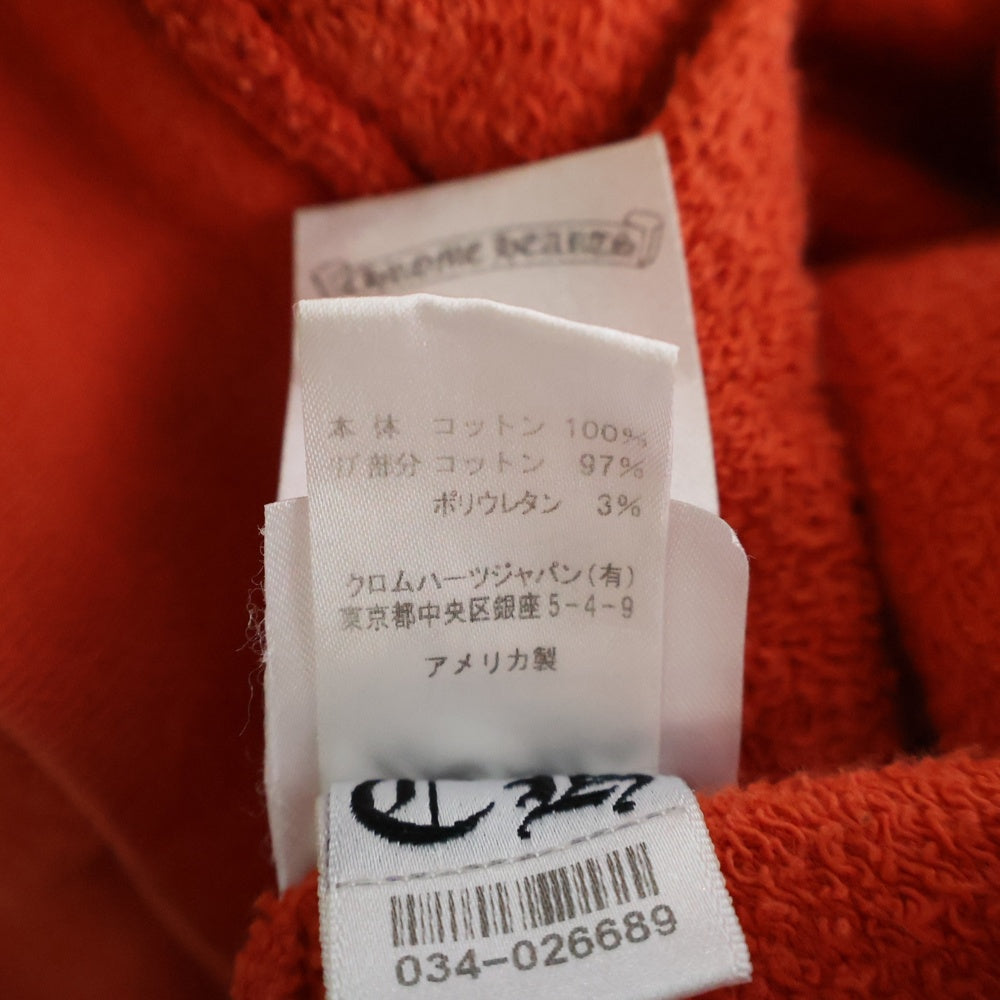 Chrome hearts
本体 コットン 100%
部分 コットン 97%
ポリウレタン 3%
クロムハーツジャパン(有)
東京都中央区銀座5-4-9
アメリカ製
034-026689